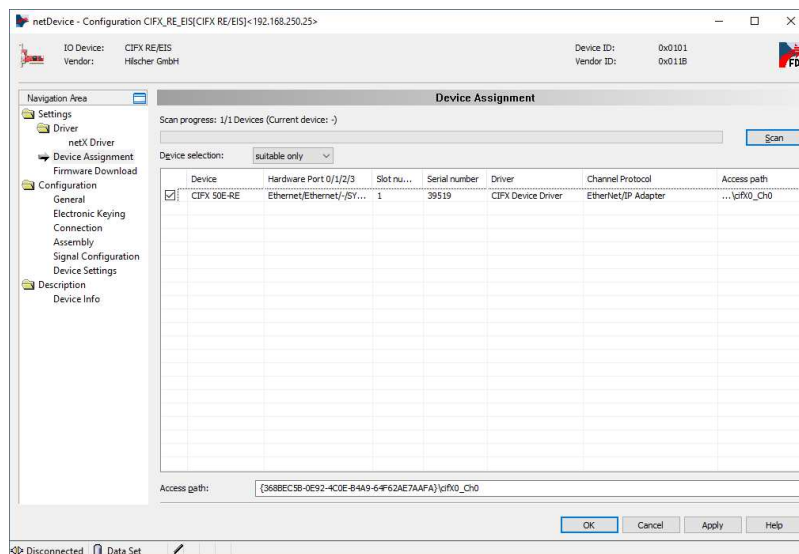 netDevice - Configuration CIFX_RE_EIS[CIFX RE/EIS]<192.168.250.25>
IO Device: CIFX RE/EIS Device ID: 0x0101
Vendor: Hilscher GmbH Vendor ID: 0x011B
FD
Navigation Area Device Assignment
Settings
Driver
netX Driver
Device Assignment
Firmware Download
Configuration
General
Electronic Keying
Connection
Assembly
Signal Configuration
Device Settings
Description
Device Info
Scan progress: 1/1 Devices (Current device: -)
Scan
Device selection: suitable only
Device Hardware Port 0/1/2/3 Slot nu... Serial number Driver Channel Protocol Access path
CIFX 50E-RE Ethernet/Ethernet/-/SY... 1 39519 CIFX Device Driver EtherNet/IP Adapter ...\cifX0_Ch0
Access path: {368BEC5B-0E92-4C0E-B4A9-64F62AE7AAFA}\cifX0_Ch0
OK Cancel Apply Help
Disconnected Data Set